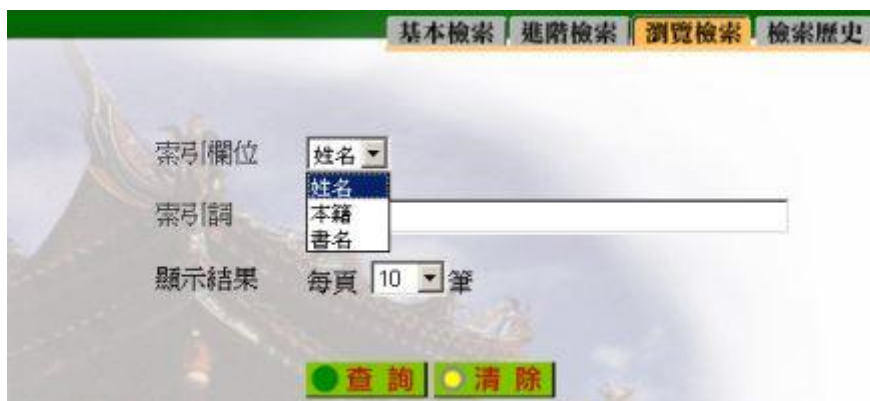 基本檢索 進階檢索 瀏覽檢索 檢索歷史
索引欄位 姓名
姓名
索引詞 本籍
書名
顯示結果 每頁 10 筆
查詢 清除